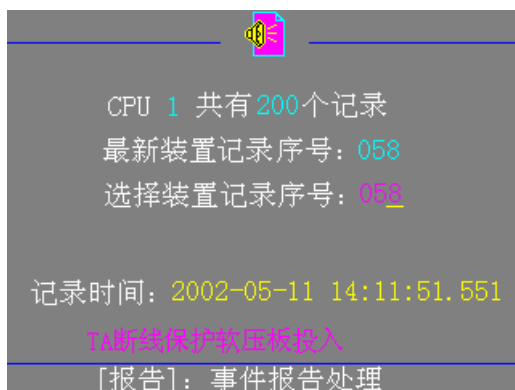 CPU 1 共有200个记录
最新装置记录序号: 058
选择装置记录序号: 058
记录时间: 2002-05-11 14:11:51.551
TA断线保护软压板投入
[报告]: 事件报告处理